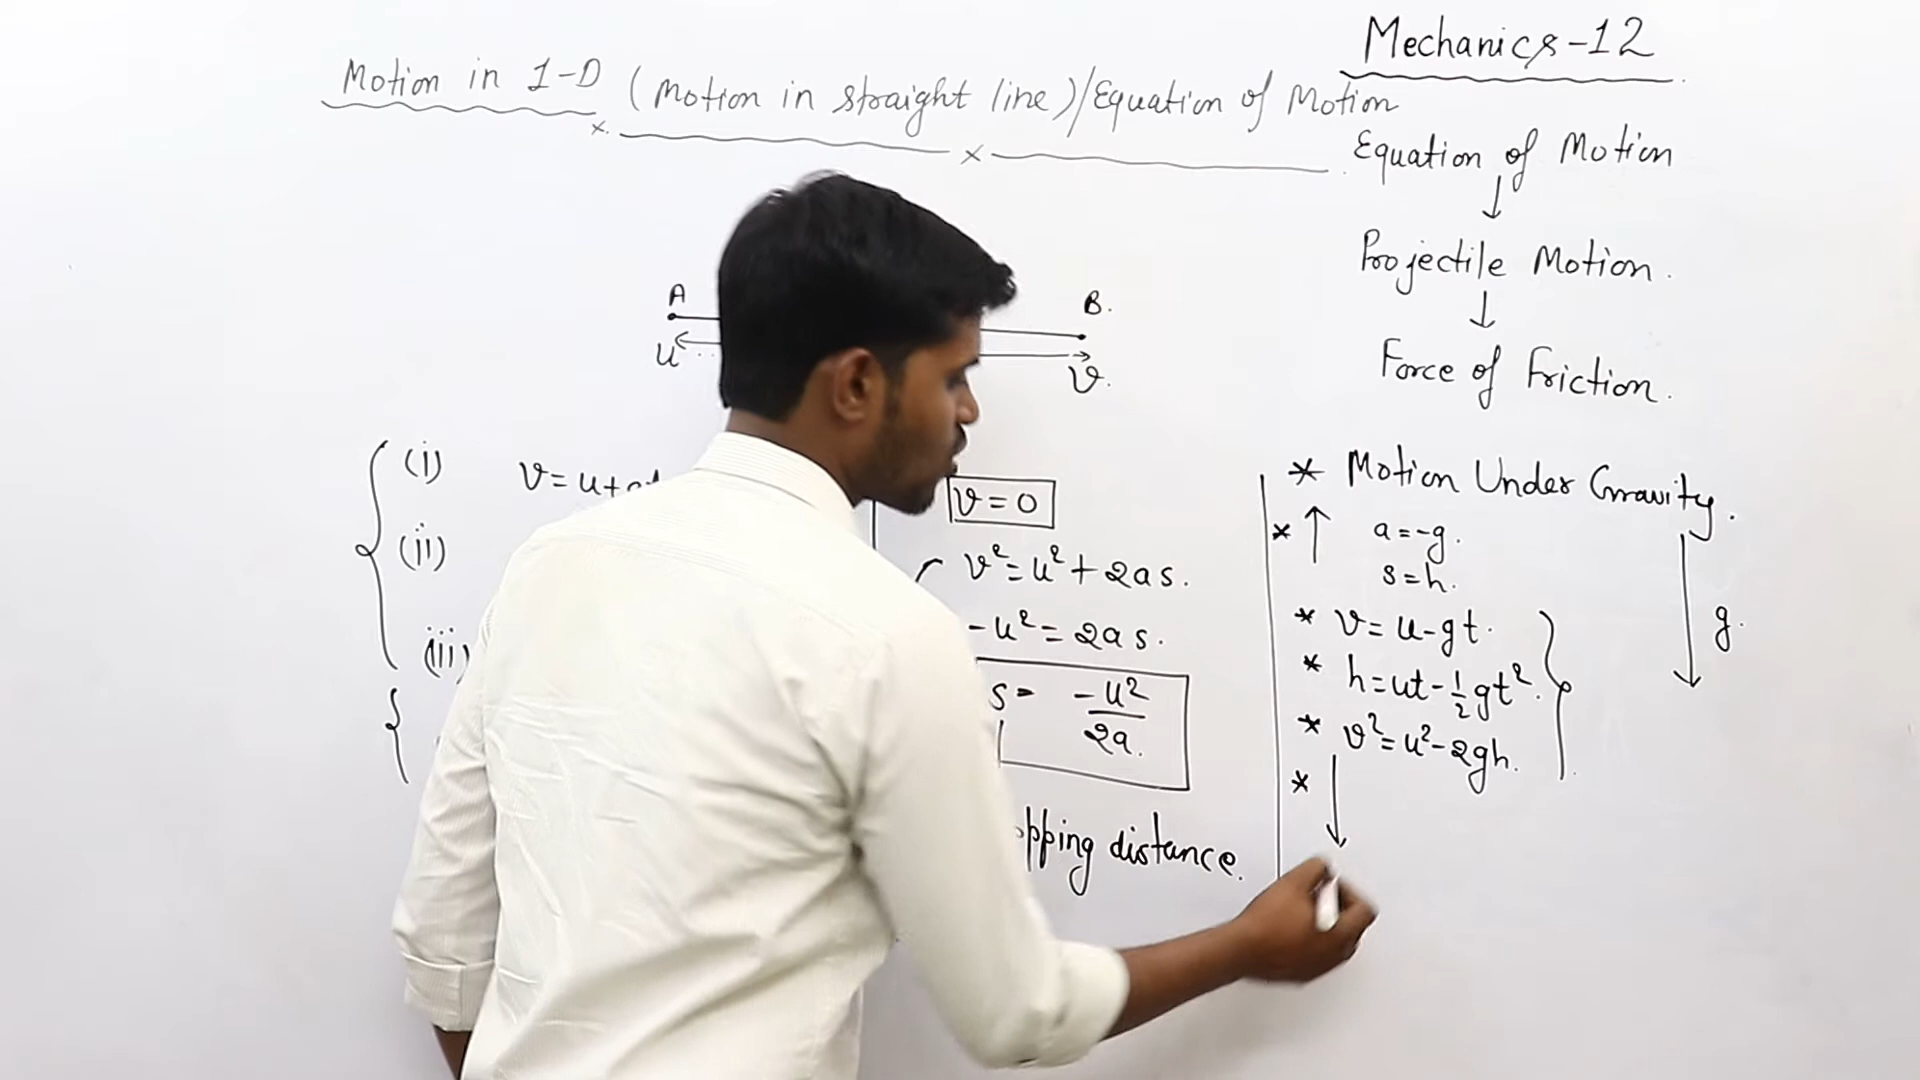 Mechanics-12
Motion in 1-D (Motion in straight line)/Equation of Motion
Equation of Motion
↓
Projectile Motion.
↓
Force of Friction.
A
B.
u
v.
(i) v=u+at
(ii)
(iii)
v=0
v²=u²+2as.
-u²=2as.
s= -u²/2a.
opping distance.
* Motion Under Gravity.
* ↑ a=-g.
s=h.
* v=u-gt.
* h=ut-½gt².
* v²=u²-2gh.
* ↓
g.